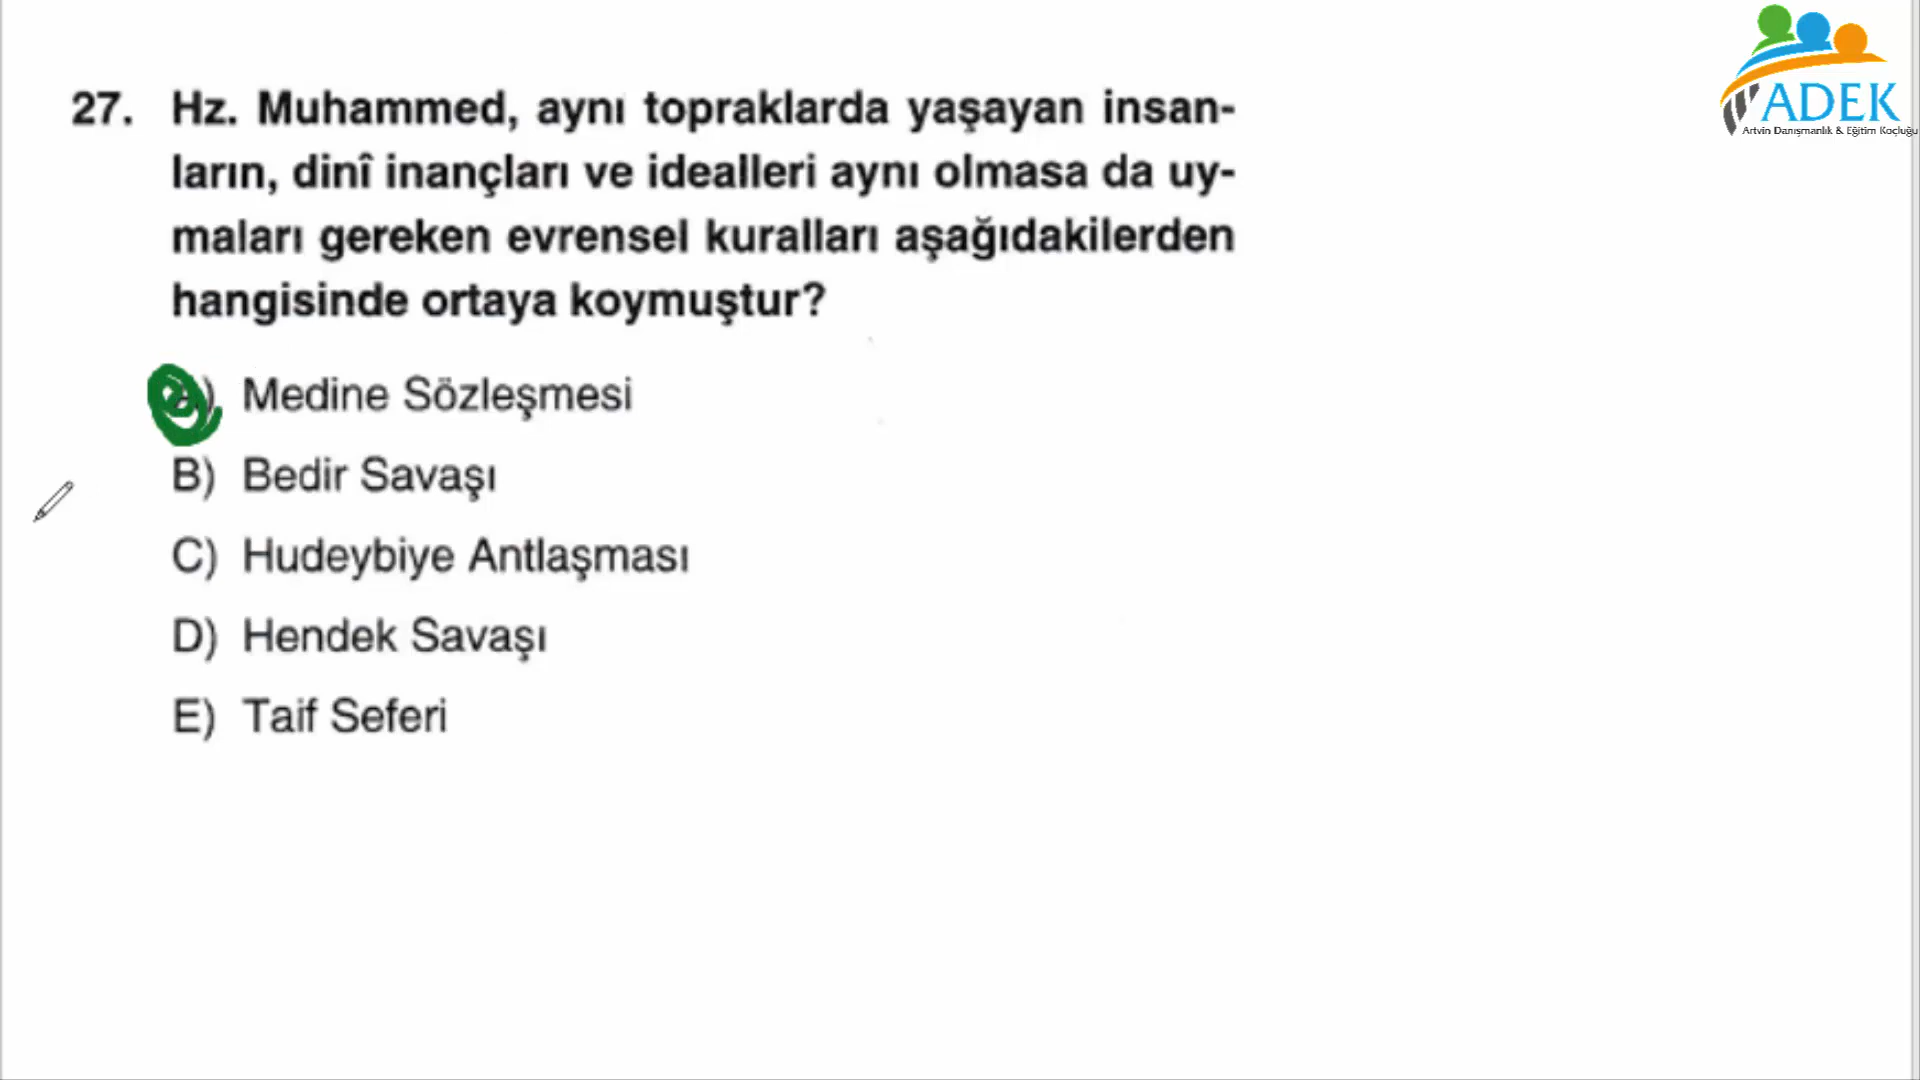 ADEK
Artvin Danışmanlık & Eğitim Koçluğu
27. Hz. Muhammed, aynı topraklarda yaşayan insan-
ların, dinî inançları ve idealleri aynı olmasa da uy-
maları gereken evrensel kuralları aşağıdakilerden
hangisinde ortaya koymuştur?
A) Medine Sözleşmesi
B) Bedir Savaşı
C) Hudeybiye Antlaşması
D) Hendek Savaşı
E) Taif Seferi